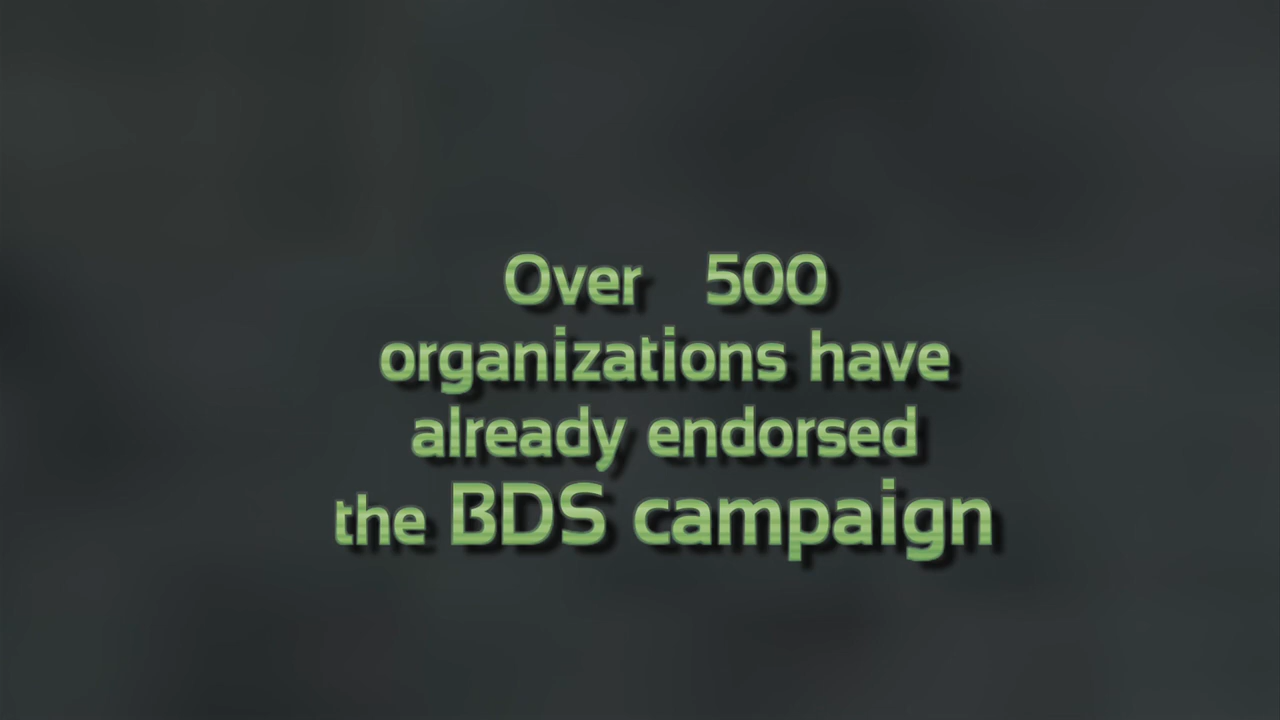 Over 500
organizations have
already endorsed
the BDS campaign